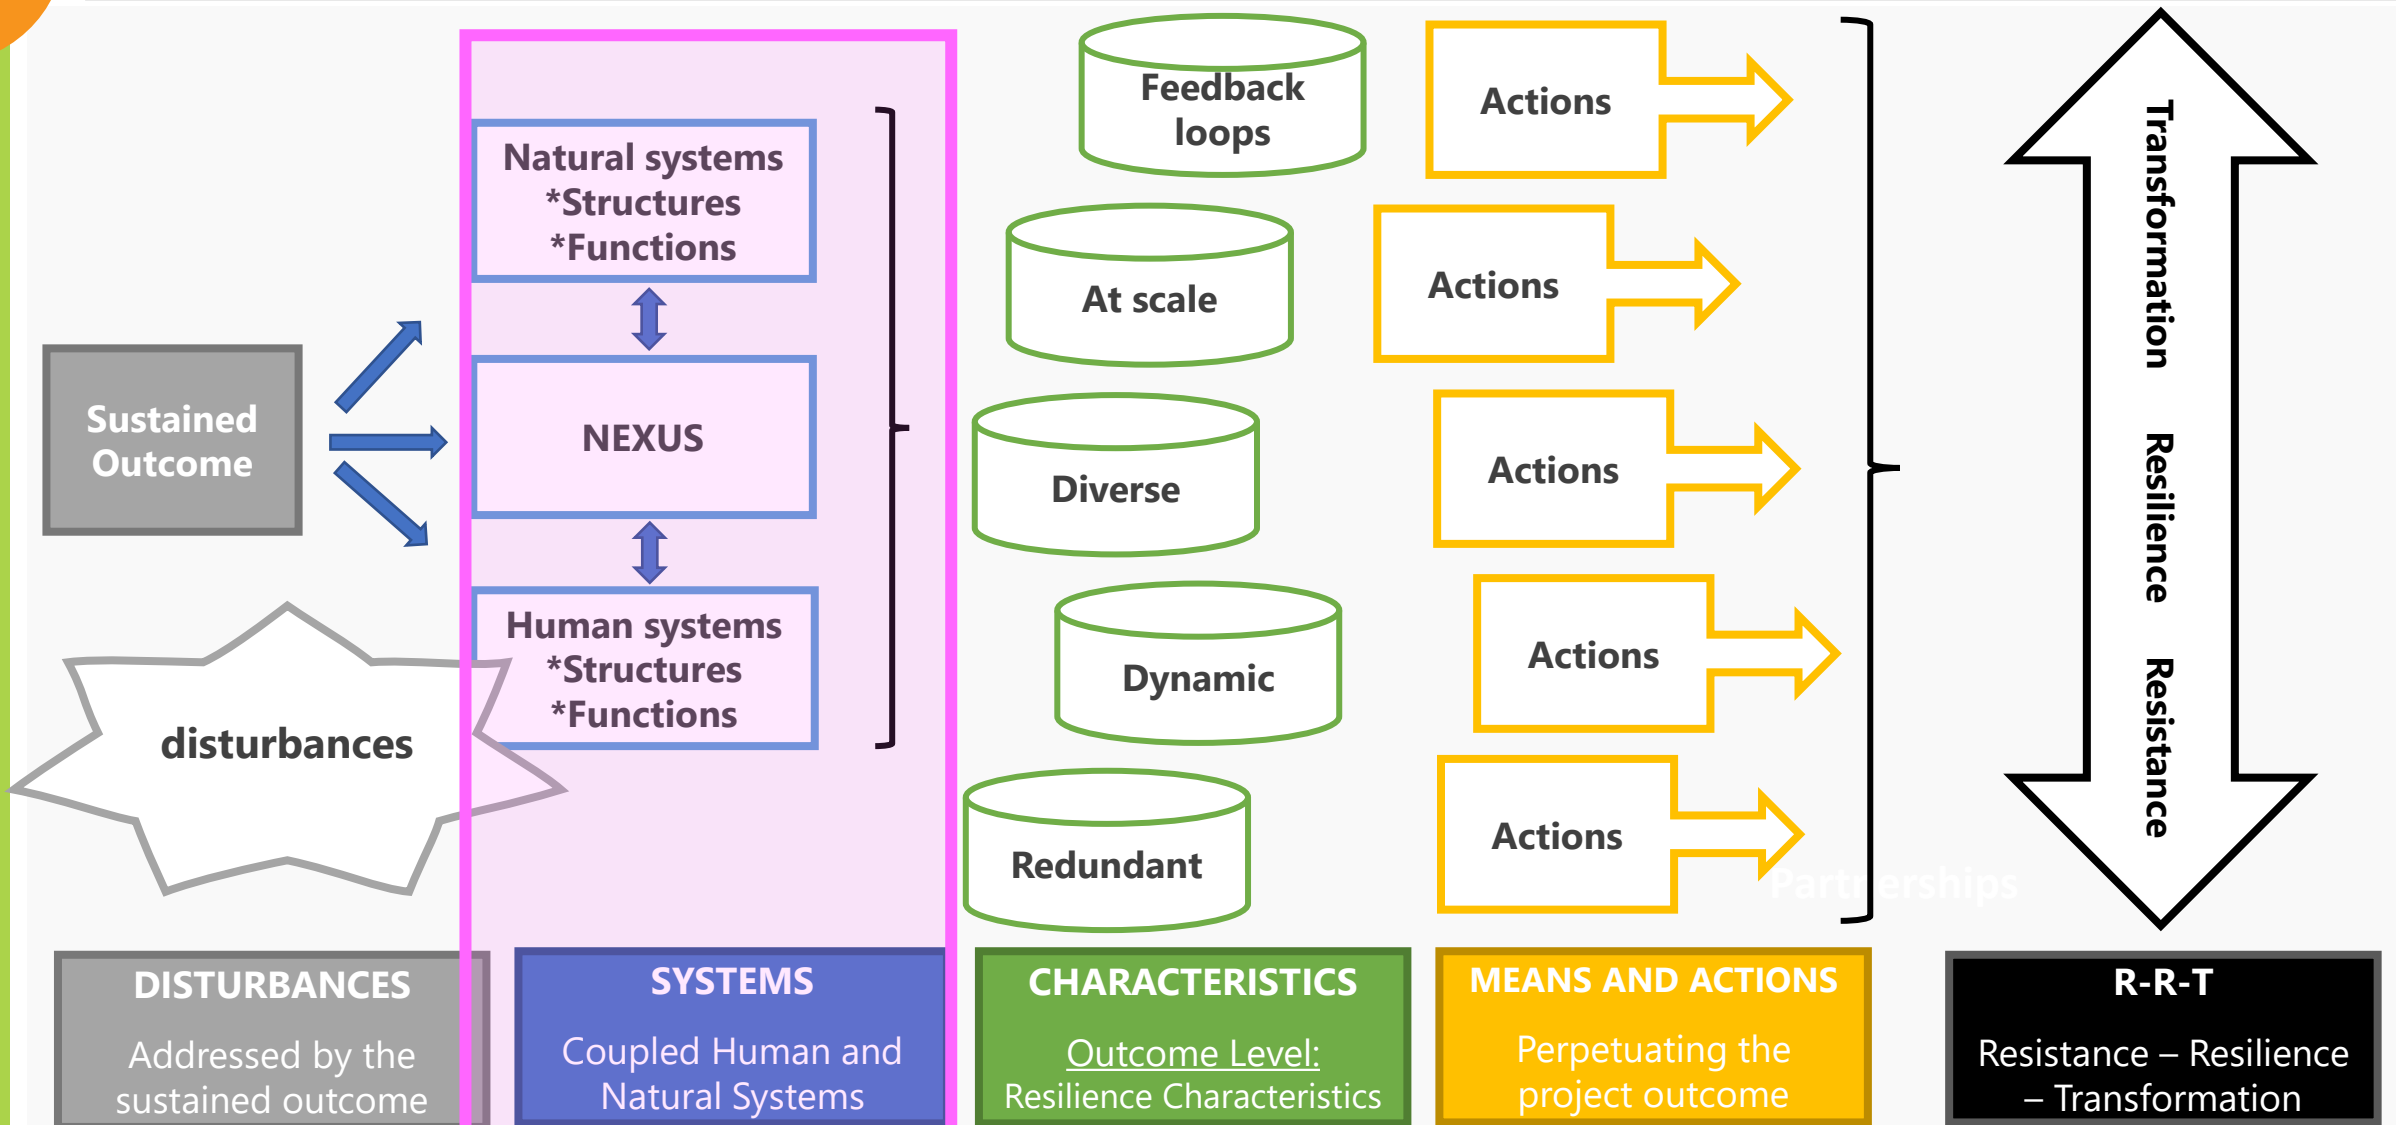 Sustained
Outcome
disturbances
Natural systems
*Structures
*Functions
NEXUS
Human systems
*Structures
*Functions
Feedback
loops
At scale
Diverse
Dynamic
Redundant
Actions
Actions
Actions
Actions
Actions
Partnerships
Transformation Resilience Resistance
DISTURBANCES
Addressed by the
sustained outcome
SYSTEMS
Coupled Human and
Natural Systems
CHARACTERISTICS
Outcome Level:
Resilience Characteristics
MEANS AND ACTIONS
Perpetuating the
project outcome
R-R-T
Resistance – Resilience
– Transformation